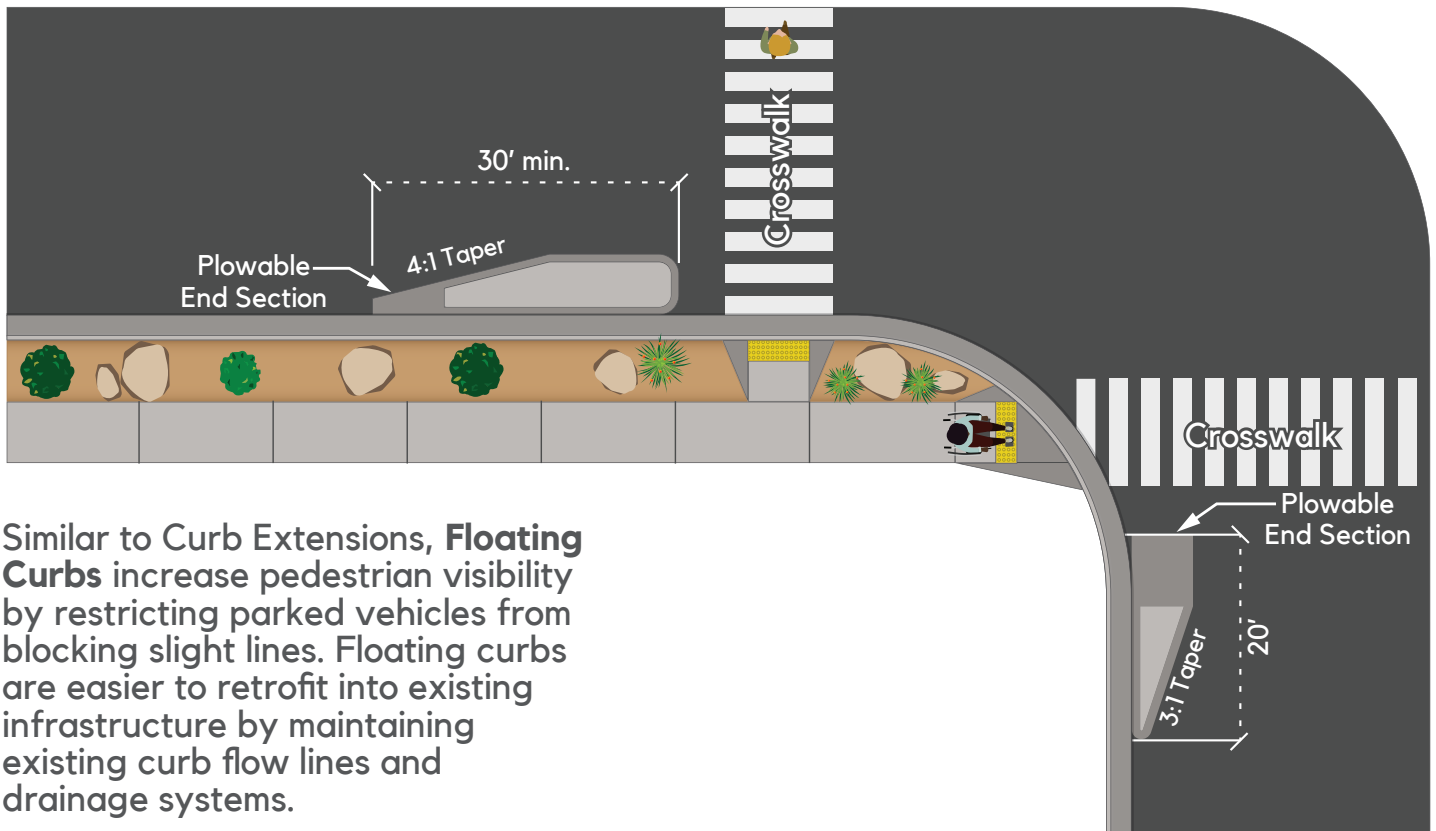 30' min.
4:1 Taper
Plowable
End Section
Crosswalk
Crosswalk
Plowable
End Section
20'
3:1 Taper
Similar to Curb Extensions, Floating
Curbs increase pedestrian visibility
by restricting parked vehicles from
blocking slight lines. Floating curbs
are easier to retrofit into existing
infrastructure by maintaining
existing curb flow lines and
drainage systems.